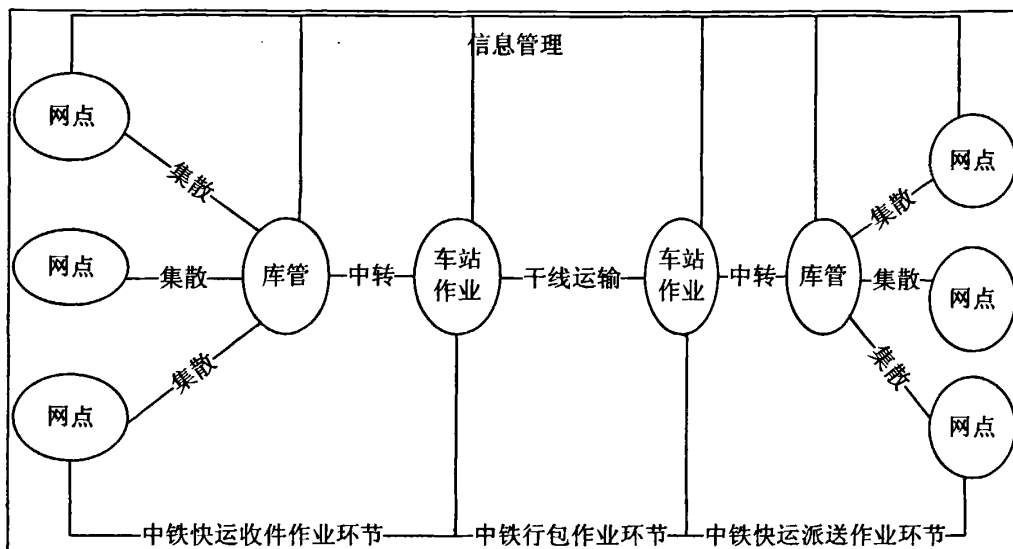 信息管理
网点
网点
集散
集散
网点
集散
库管
中转
车站
作业
干线运输
车站
作业
中转
库管
集散
网点
集散
集散
网点
网点
中铁快运收件作业环节
中铁行包作业环节
中铁快运派送作业环节